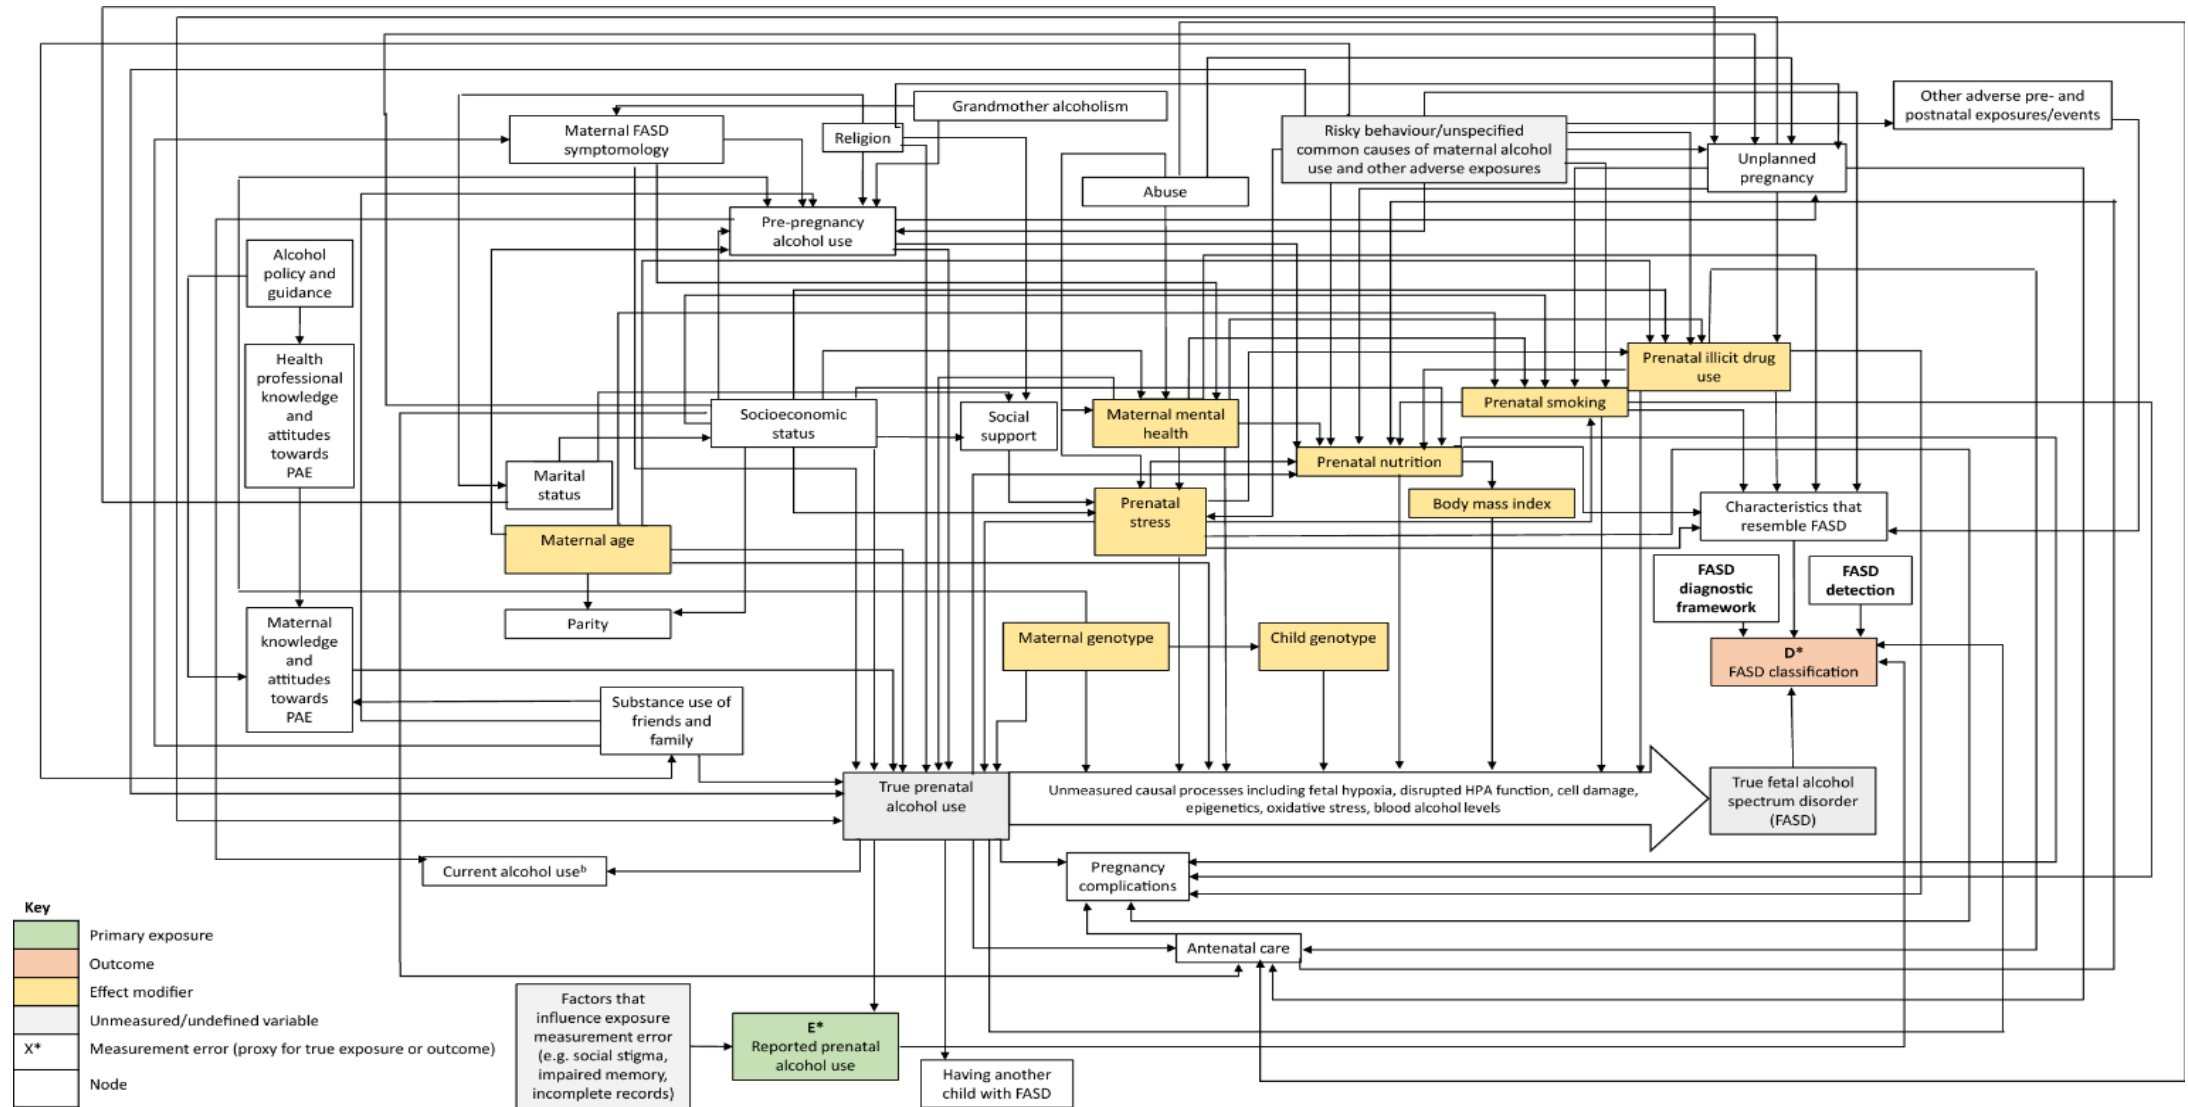 Grandmother alcoholism
Other adverse pre- and
postnatal exposures/events
Maternal FASD
symptomology
Religion
Risky behaviour/unspecified
common causes of maternal alcohol
use and other adverse exposures
Unplanned
pregnancy
Abuse
Pre-pregnancy
alcohol use
Alcohol
policy and
guidance
Health
professional
knowledge
and
attitudes
towards
PAE
Prenatal illicit drug
use
Prenatal smoking
Socioeconomic
status
Social
support
Maternal mental
health
Prenatal nutrition
Marital
status
Body mass index
Prenatal
stress
Characteristics that
resemble FASD
Maternal age
FASD
diagnostic
framework
FASD
detection
Parity
Maternal
knowledge
and
attitudes
towards
PAE
Maternal genotype
Child genotype
D*
FASD classification
Substance use of
friends and
family
True prenatal
alcohol use
Unmeasured causal processes including fetal hypoxia, disrupted HPA function, cell damage,
epigenetics, oxidative stress, blood alcohol levels
True fetal alcohol
spectrum disorder
(FASD)
Current alcohol useᵇ
Pregnancy
complications
Antenatal care
Factors that
influence exposure
measurement error
(e.g. social stigma,
impaired memory,
incomplete records)
E*
Reported prenatal
alcohol use
Having another
child with FASD
Key
Primary exposure
Outcome
Effect modifier
Unmeasured/undefined variable
X* Measurement error (proxy for true exposure or outcome)
Node